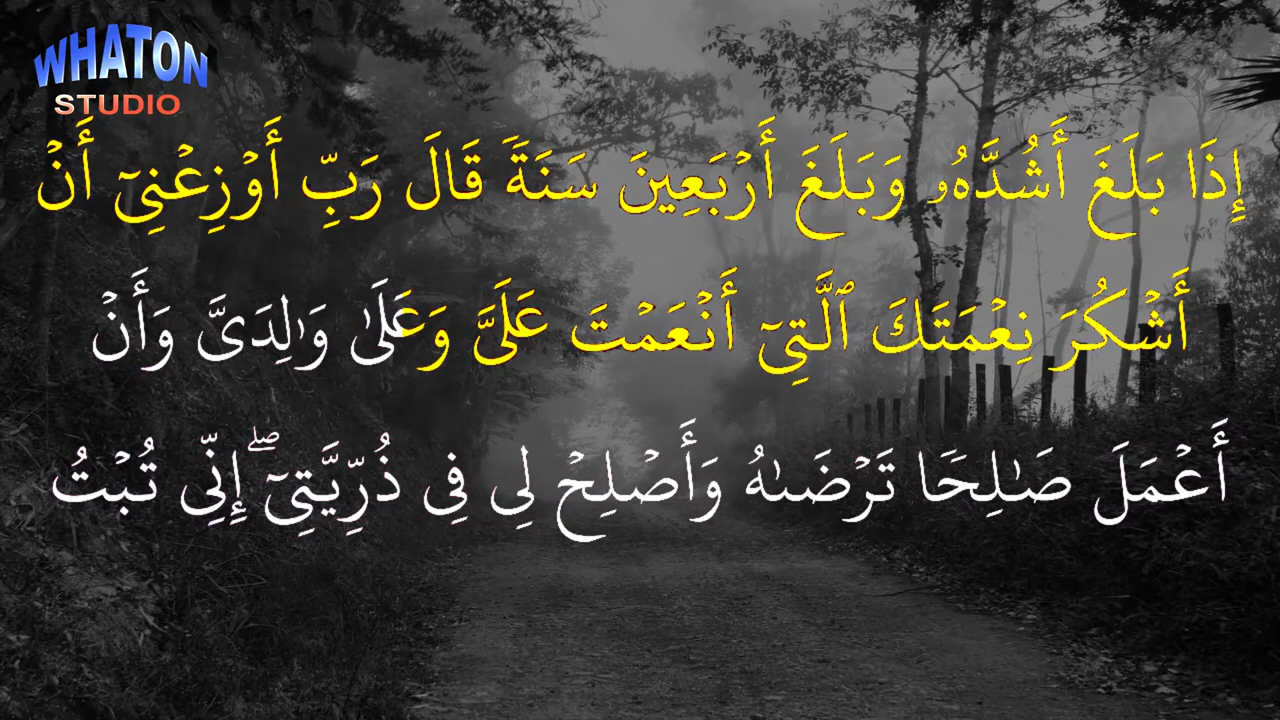 WHATON
STUDIO
إِذَا بَلَغَ أَشُدَّهُۥ وَبَلَغَ أَرْبَعِينَ سَنَةً قَالَ رَبِّ أَوْزِعْنِىٓ أَنْ
أَشْكُرَ نِعْمَتَكَ ٱلَّتِىٓ أَنْعَمْتَ عَلَىَّ وَعَلَىٰ وَٰلِدَىَّ وَأَنْ
أَعْمَلَ صَـٰلِحًا تَرْضَىٰهُ وَأَصْلِحْ لِى فِى ذُرِّيَّتِىٓ ۖ إِنِّى تُبْتُ